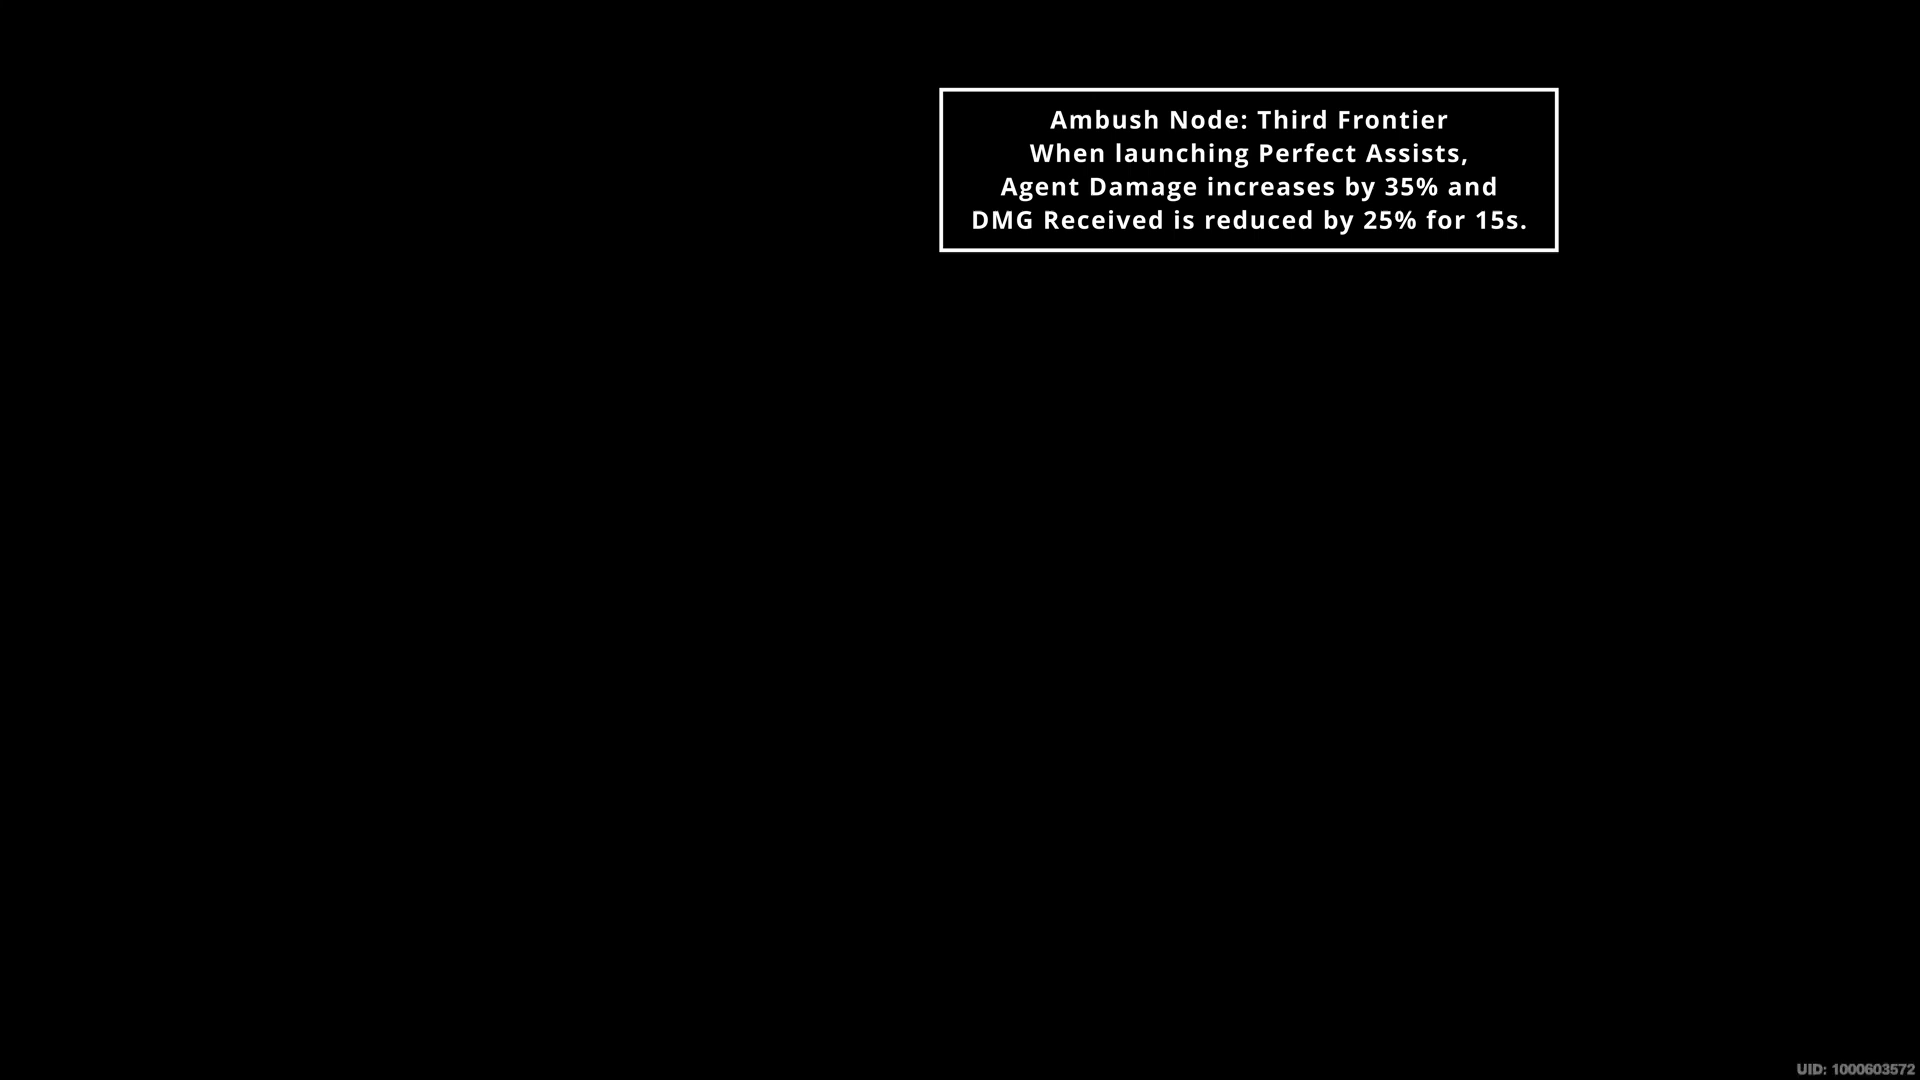 Ambush Node: Third Frontier
When launching Perfect Assists,
Agent Damage increases by 35% and
DMG Received is reduced by 25% for 15s.
UID: 1000603572